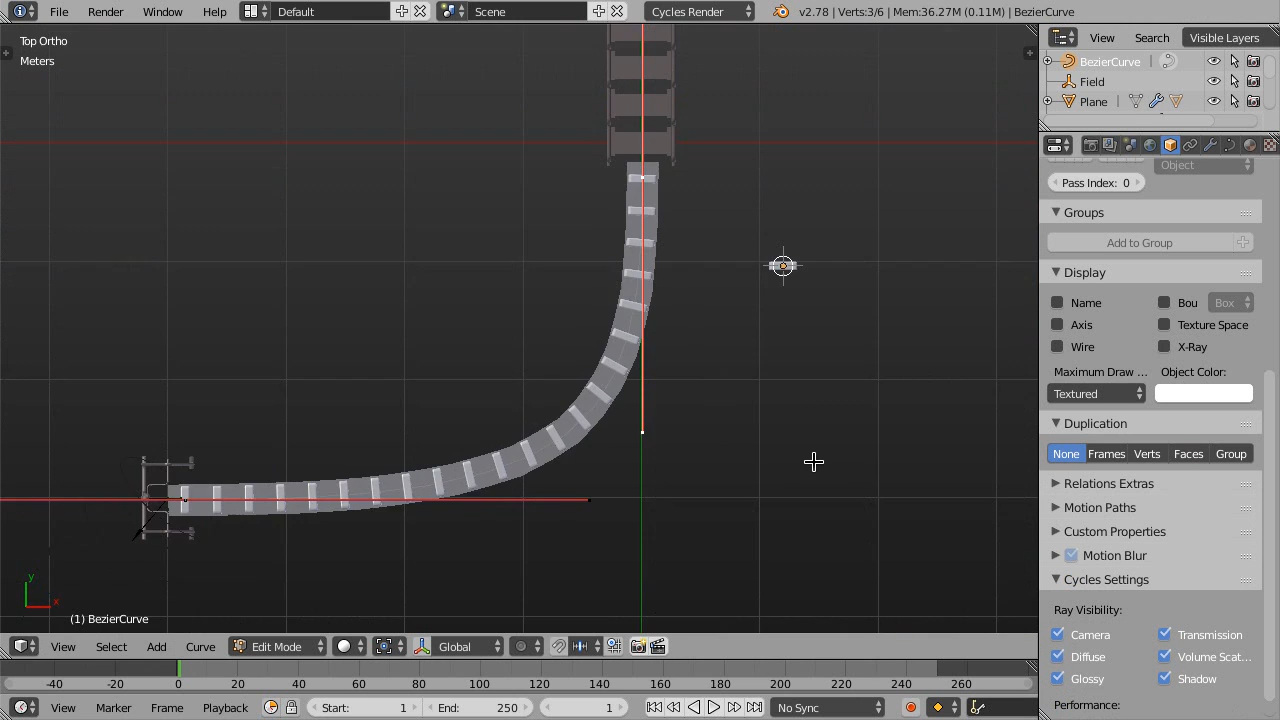 File Render Window Help Default Scene Cycles Render v2.78 | Verts:3/6 | Mem:36.27M (0.11M) | BezierCurve
Top Ortho
Meters
View Search Visible Layers
BezierCurve
Field
Plane
Object
Pass Index: 0
Groups
Add to Group
Display
Name Bou Box
Axis Texture Space
Wire X-Ray
Maximum Draw ... Object Color:
Textured
Duplication
None Frames Verts Faces Group
Relations Extras
Motion Paths
Custom Properties
Motion Blur
Cycles Settings
Ray Visibility:
Camera Transmission
Diffuse Volume Scat...
Glossy Shadow
Performance:
y
x
(1) BezierCurve
View Select Add Curve Edit Mode Global
-40 -20 0 20 40 60 80 100 120 140 160 180 200 220 240 260
View Marker Frame Playback Start: 1 End: 250 1 No Sync